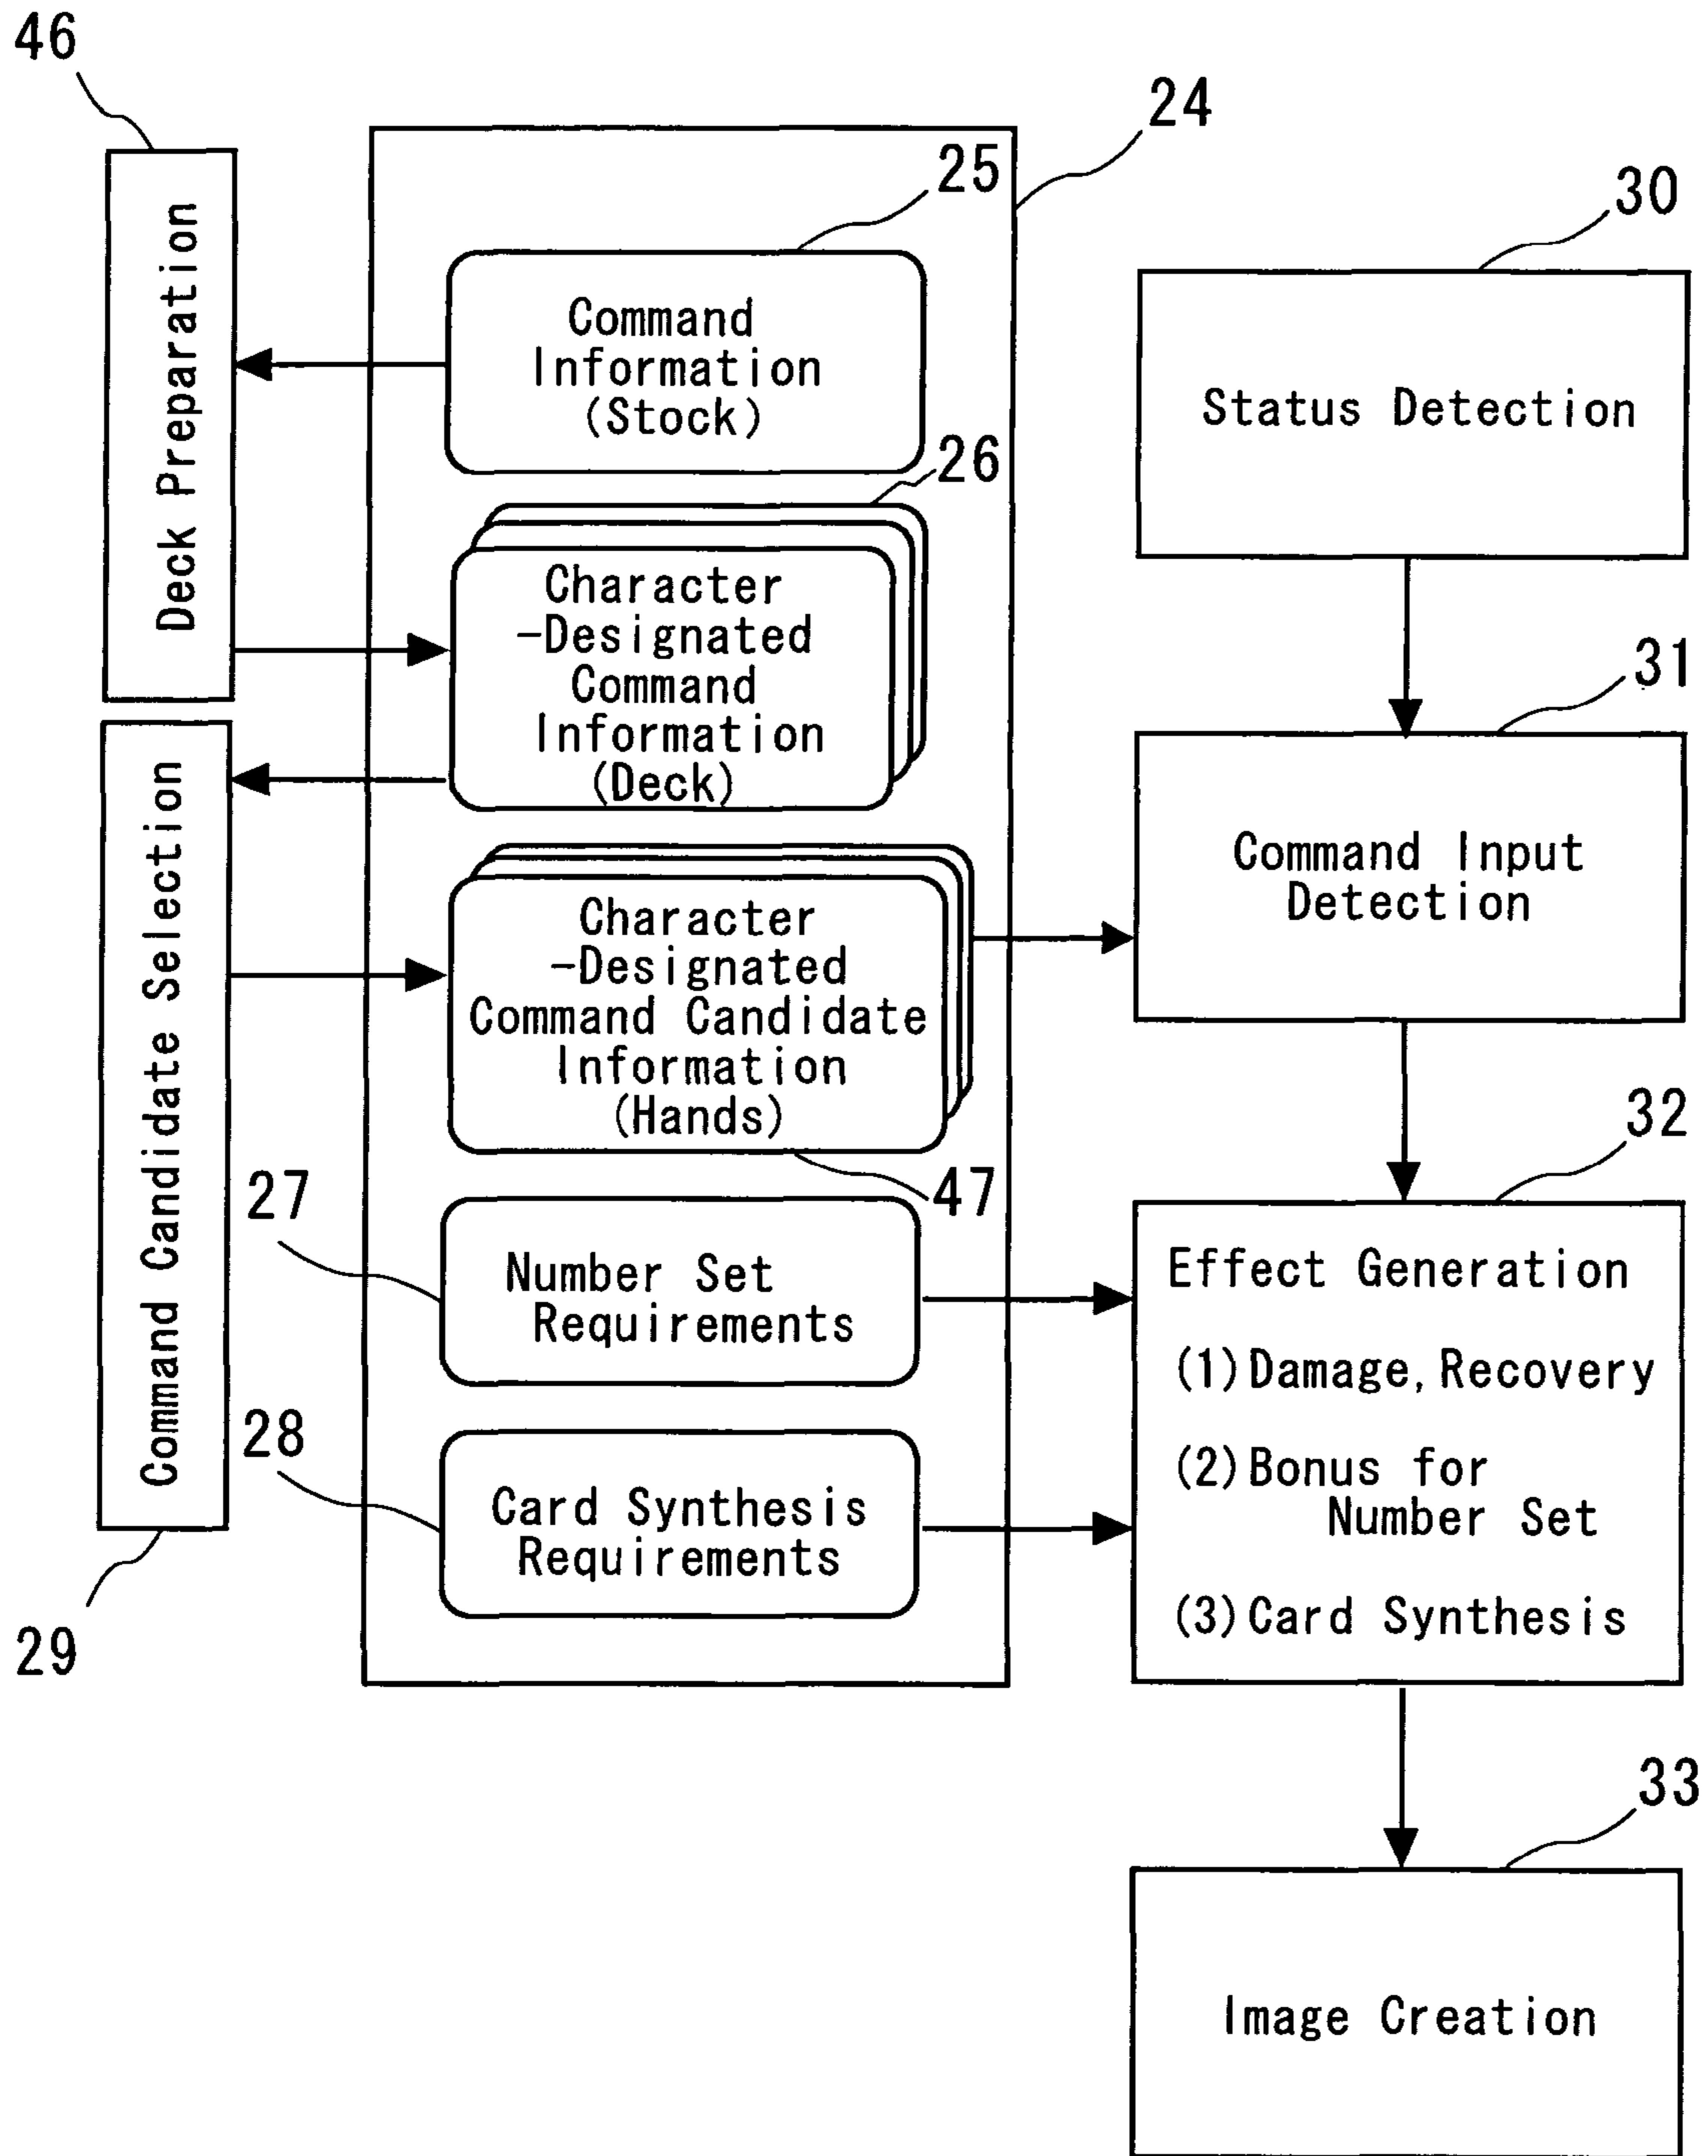 46
24
25
30
Deck Preparation
Command
Information
(Stock)
Status Detection
26
Character
-Designated
Command
Information
(Deck)
31
Command Candidate Selection
Character
-Designated
Command Candidate
Information
(Hands)
Command Input
Detection
47
32
27
Number Set
Requirements
Effect Generation
(1) Damage, Recovery
(2) Bonus for
Number Set
(3) Card Synthesis
28
Card Synthesis
Requirements
29
33
Image Creation